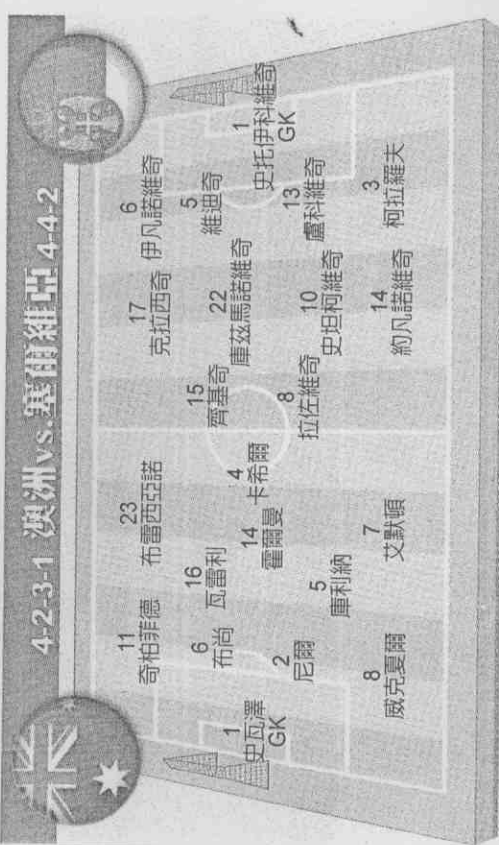 4-2-3-1 澳洲vs.塞爾維亞 4-4-2
1
史瓦澤
GK
11
奇柏菲德
6
布尚
2
尼爾
8
威克夏爾
16
瓦雷利
5
庫利納
23
布雷西亞諾
14
霍爾曼
7
艾默頓
4
卡希爾
15
齊基奇
8
拉佐維奇
17
克拉西奇
22
庫茲馬諾維奇
10
史坦柯維奇
14
約凡諾維奇
6
伊凡諾維奇
5
維迪奇
13
盧科維奇
3
柯拉羅夫
1
史托伊科維奇
GK